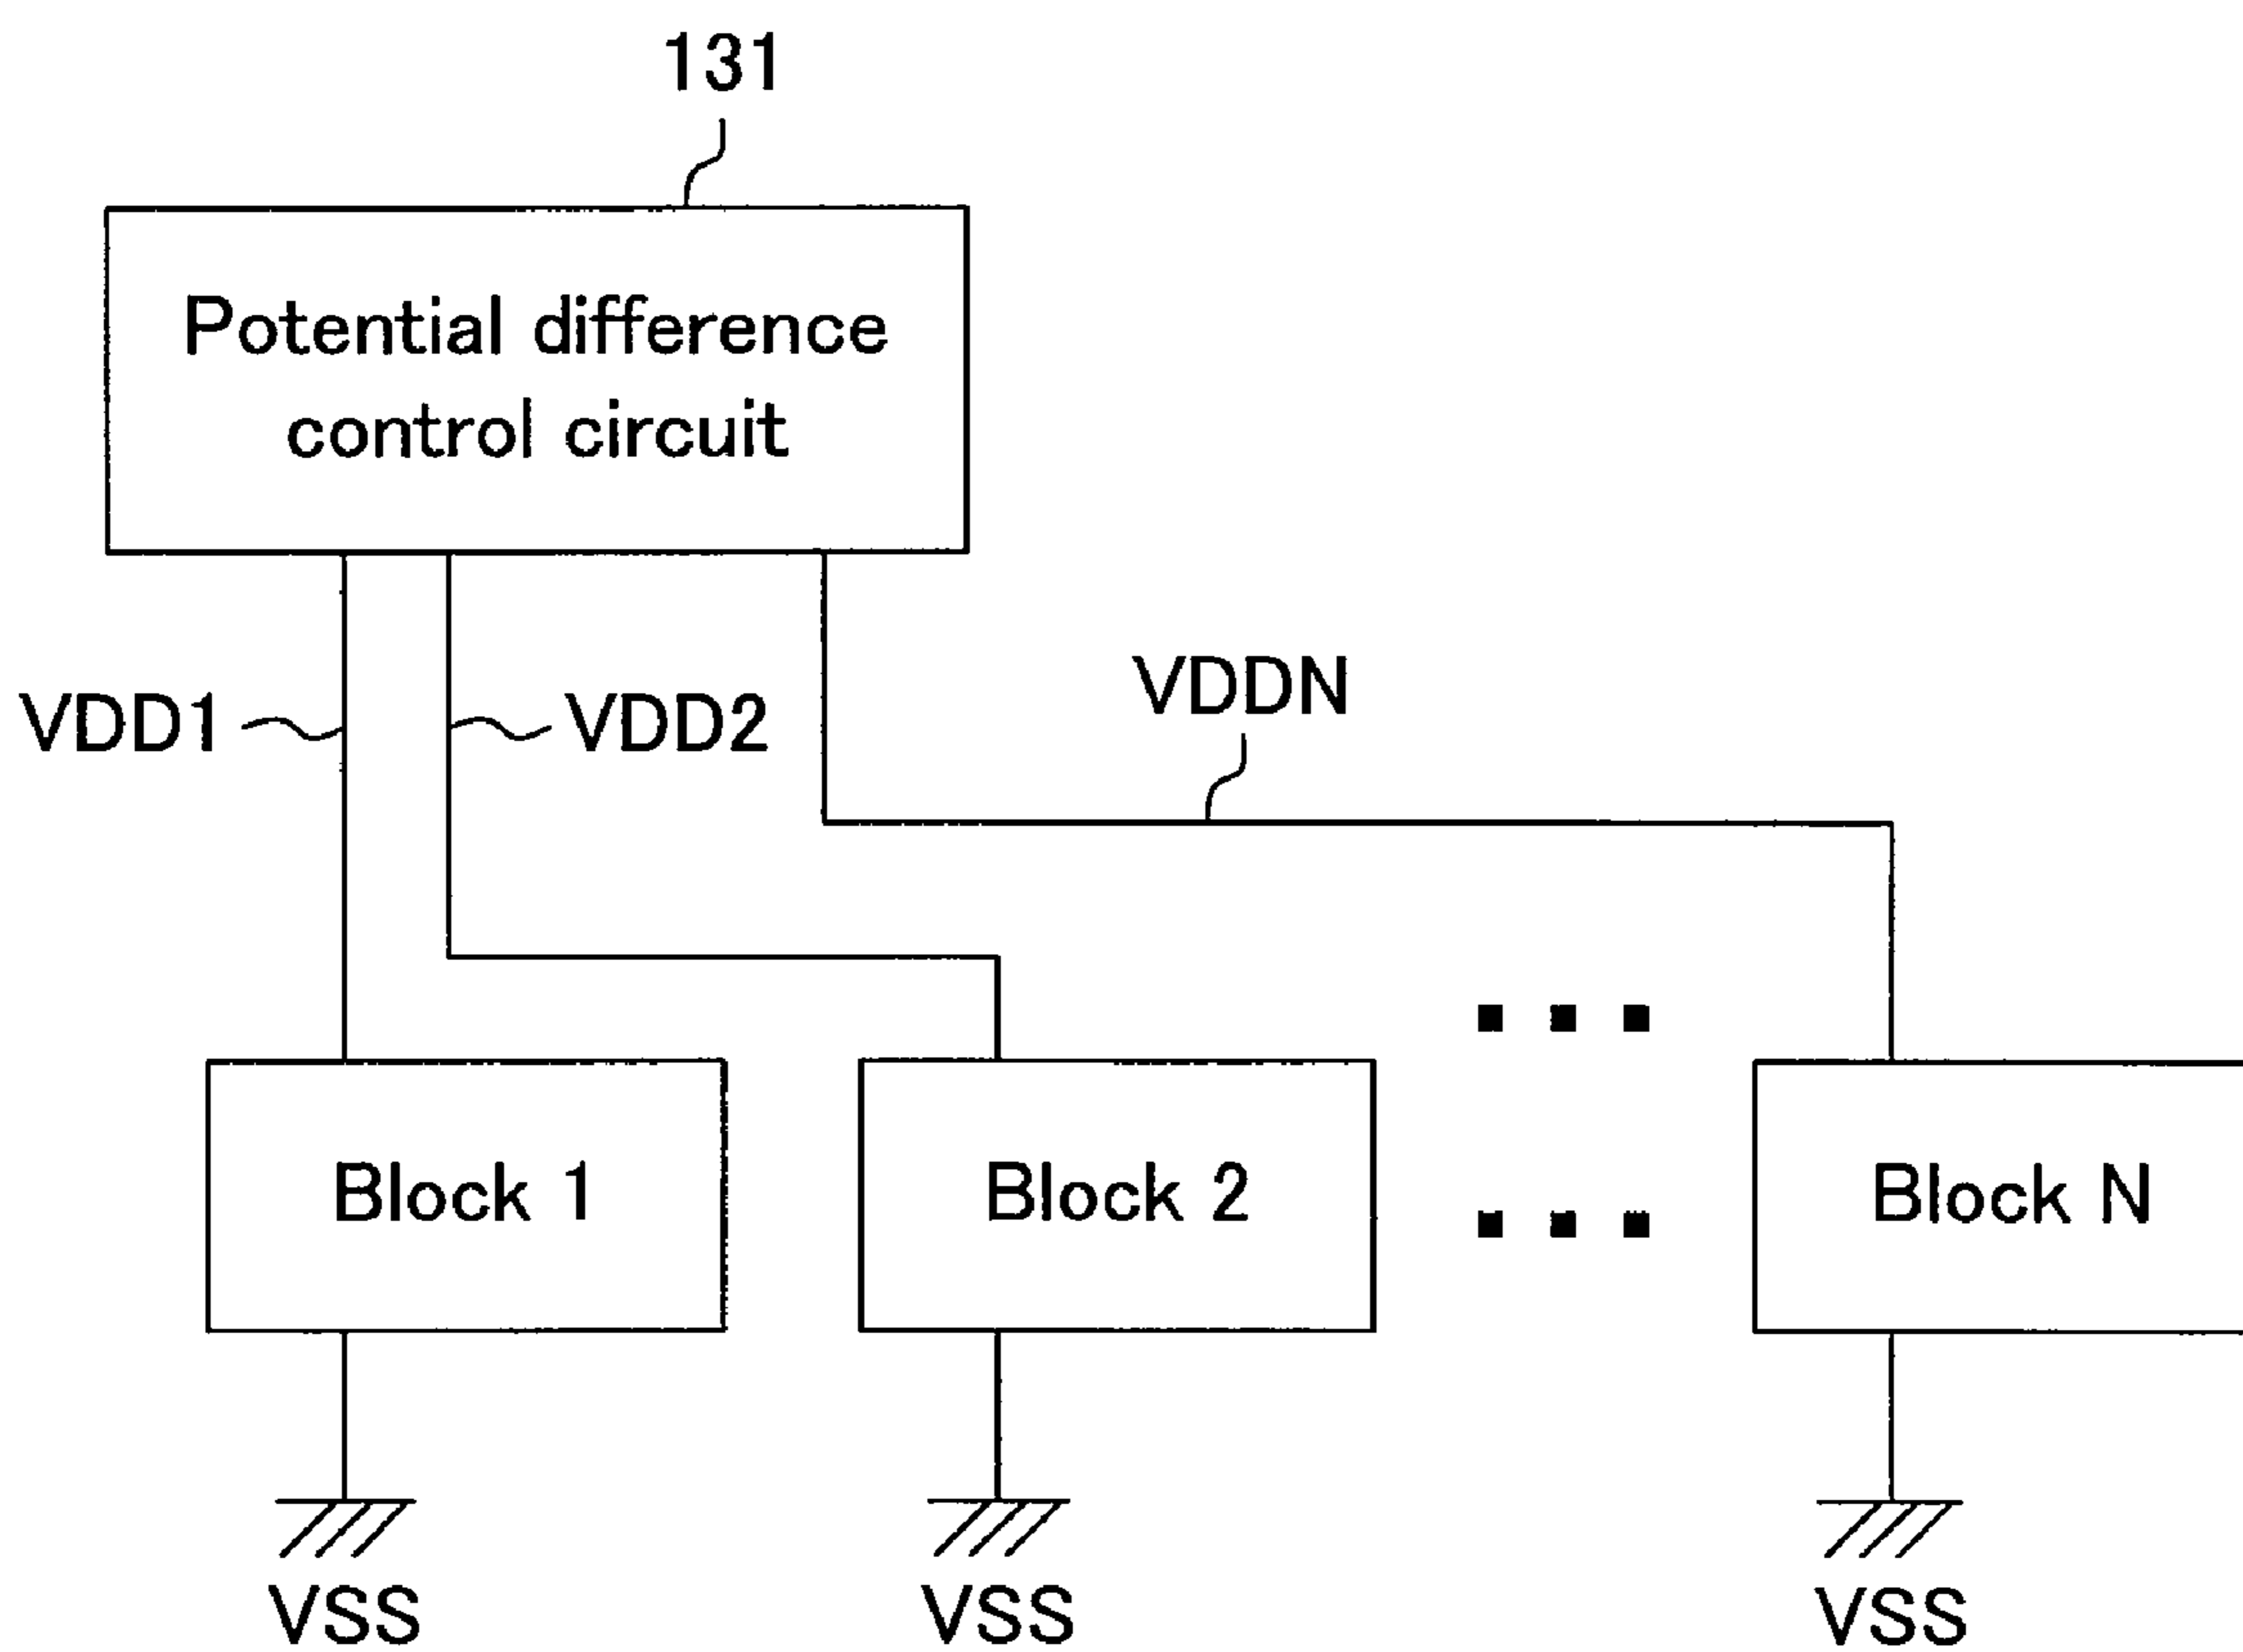 131
Potential difference
control circuit
VDD1
VDD2
VDDN
Block 1
Block 2
Block N
VSS
VSS
VSS